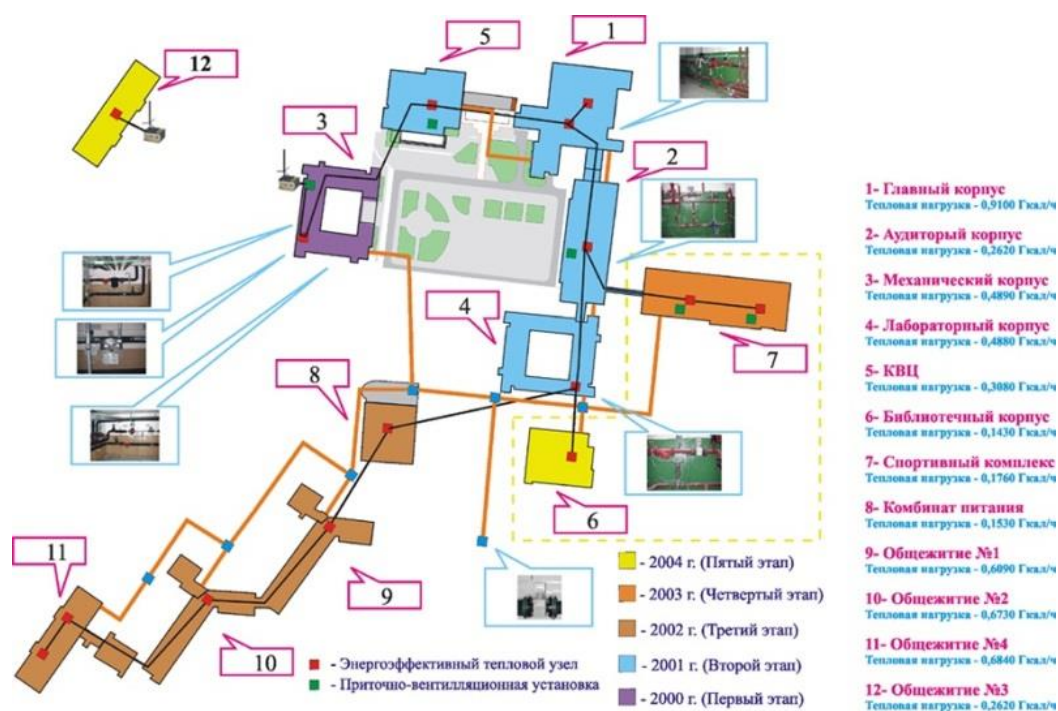 12
5
1
3
2
4
7
8
6
11
9
10
1- Главный корпус
Тепловая нагрузка - 0,9100 Гкал/ч
2- Аудиторый корпус
Тепловая нагрузка - 0,2620 Гкал/ч
3- Механический корпус
Тепловая нагрузка - 0,4890 Гкал/ч
4- Лабораторный корпус
Тепловая нагрузка - 0,4880 Гкал/ч
5- КВЦ
Тепловая нагрузка - 0,3080 Гкал/ч
6- Библиотечный корпус
Тепловая нагрузка - 0,1430 Гкал/ч
7- Спортивный комплекс
Тепловая нагрузка - 0,1760 Гкал/ч
8- Комбинат питания
Тепловая нагрузка - 0,1530 Гкал/ч
9- Общежитие №1
Тепловая нагрузка - 0,6090 Гкал/ч
10- Общежитие №2
Тепловая нагрузка - 0,6730 Гкал/ч
11- Общежитие №4
Тепловая нагрузка - 0,6840 Гкал/ч
12- Общежитие №3
Тепловая нагрузка - 0,2620 Гкал/ч
- 2004 г. (Пятый этап)
- 2003 г. (Четвертый этап)
- 2002 г. (Третий этап)
- 2001 г. (Второй этап)
- 2000 г. (Первый этап)
- Энергоэффективный тепловой узел
- Приточно-вентилляционная установка